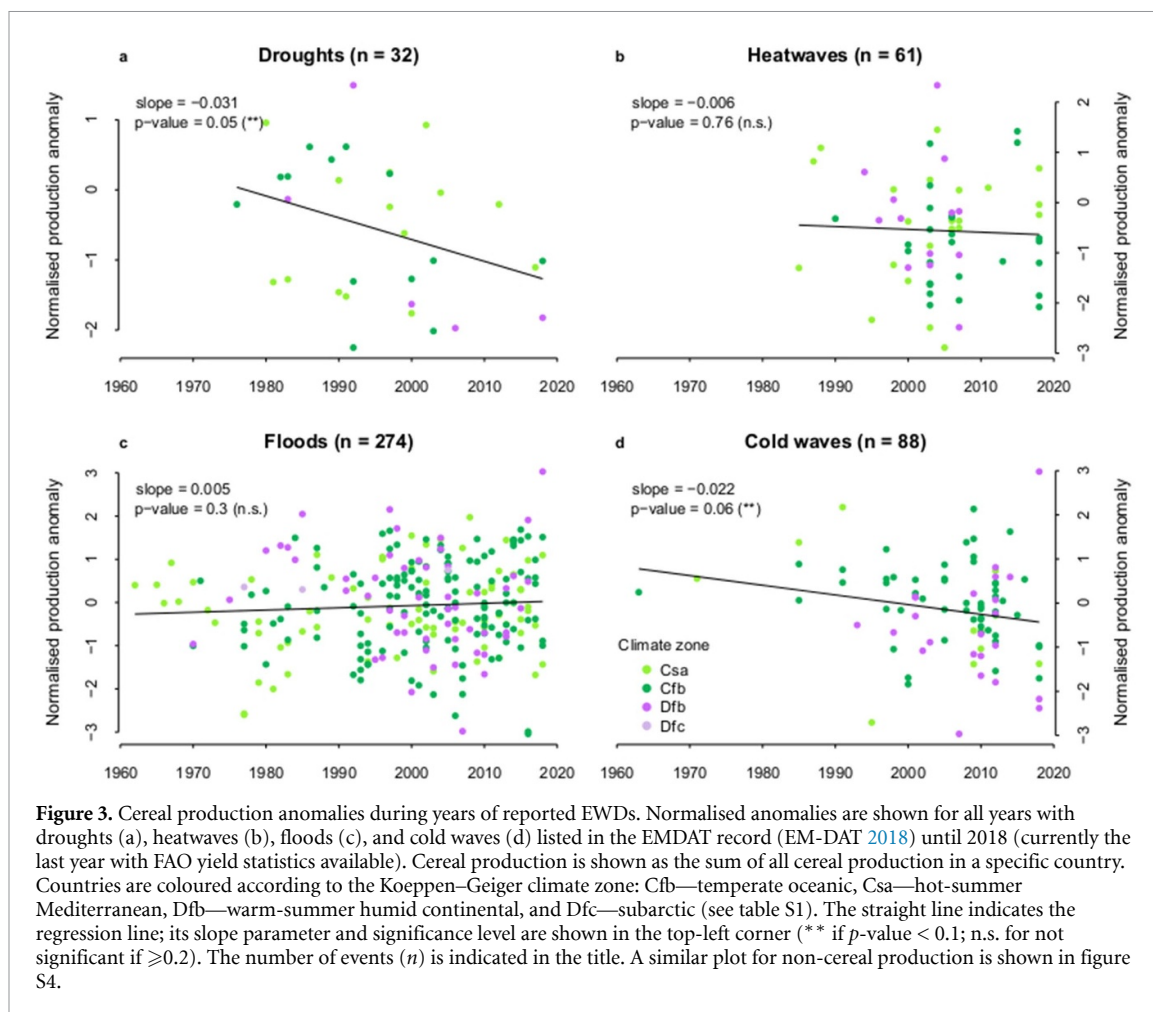 a Droughts (n = 32)
slope = −0.031
p−value = 0.05 (**)
Normalised production anomaly
1
0
−1
−2
1960 1970 1980 1990 2000 2010 2020
b Heatwaves (n = 61)
slope = −0.006
p−value = 0.76 (n.s.)
Normalised production anomaly
2
1
0
−1
−2
−3
1960 1970 1980 1990 2000 2010 2020
c Floods (n = 274)
slope = 0.005
p−value = 0.3 (n.s.)
Normalised production anomaly
3
2
1
0
−1
−2
−3
1960 1970 1980 1990 2000 2010 2020
d Cold waves (n = 88)
slope = −0.022
p−value = 0.06 (**)
Normalised production anomaly
3
2
1
0
−1
−2
−3
Climate zone
Csa
Cfb
Dfb
Dfc
1960 1970 1980 1990 2000 2010 2020
Figure 3. Cereal production anomalies during years of reported EWDs. Normalised anomalies are shown for all years with
droughts (a), heatwaves (b), floods (c), and cold waves (d) listed in the EMDAT record (EM-DAT 2018) until 2018 (currently the
last year with FAO yield statistics available). Cereal production is shown as the sum of all cereal production in a specific country.
Countries are coloured according to the Koeppen–Geiger climate zone: Cfb—temperate oceanic, Csa—hot-summer
Mediterranean, Dfb—warm-summer humid continental, and Dfc—subarctic (see table S1). The straight line indicates the
regression line; its slope parameter and significance level are shown in the top-left corner (** if p-value < 0.1; n.s. for not
significant if ⩾0.2). The number of events (n) is indicated in the title. A similar plot for non-cereal production is shown in figure
S4.